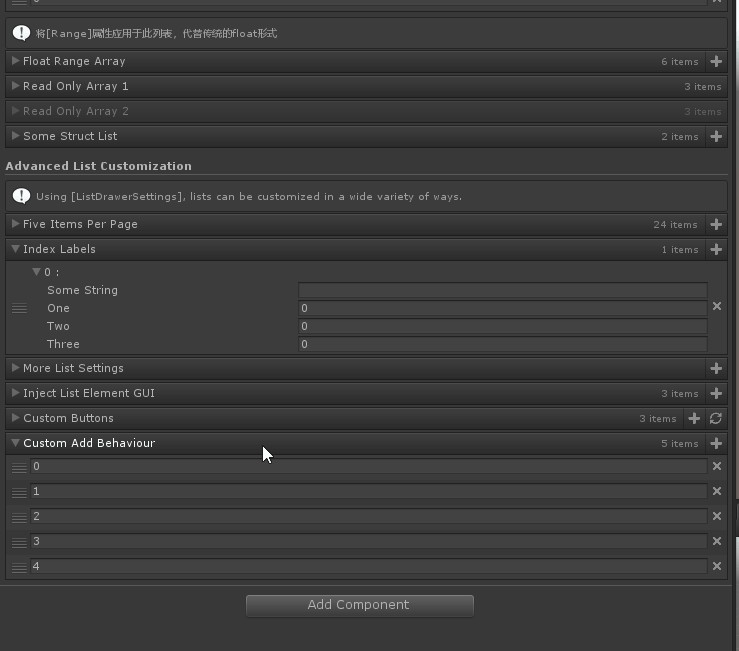 将[Range]属性应用于此列表，代替传统的float形式
Float Range Array 6 items
Read Only Array 1 3 items
Read Only Array 2 3 items
Some Struct List 2 items
Advanced List Customization
Using [ListDrawerSettings], lists can be customized in a wide variety of ways.
Five Items Per Page 24 items
Index Labels 1 items
0 :
Some String
One 0
Two 0
Three 0
More List Settings
Inject List Element GUI 3 items
Custom Buttons 3 items
Custom Add Behaviour 5 items
0
1
2
3
4
Add Component